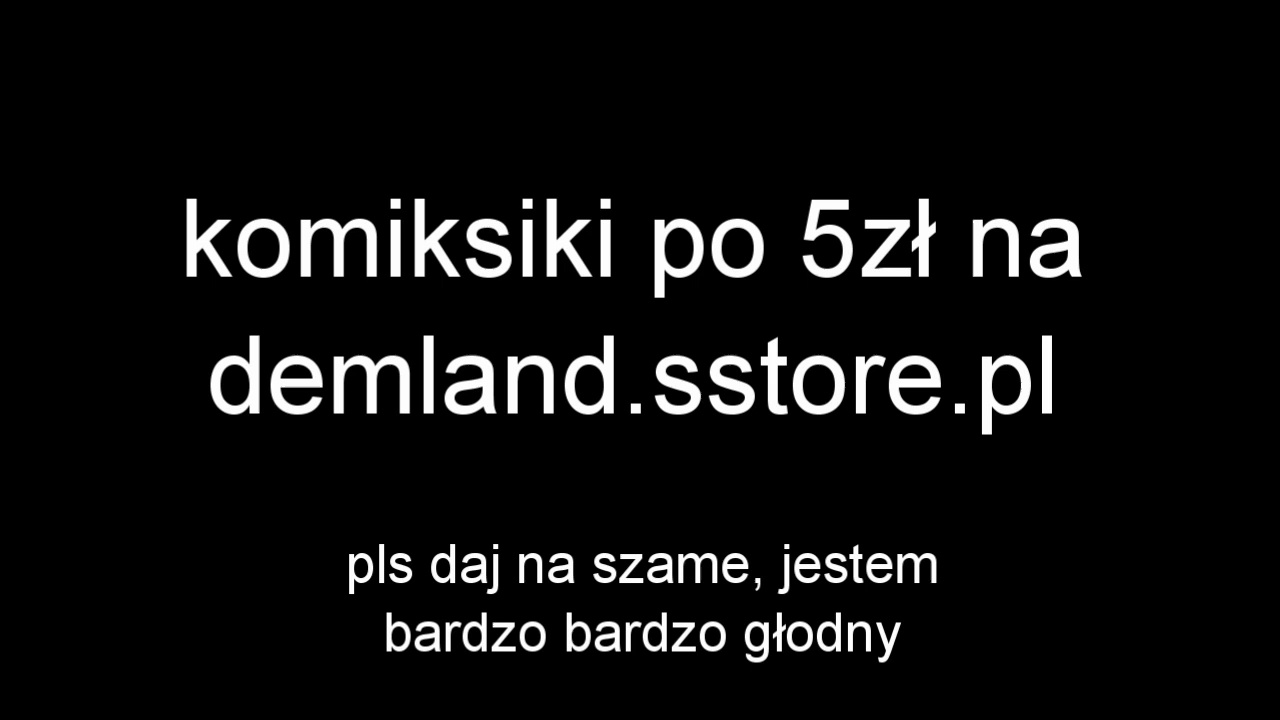 komiksiki po 5zł na
demland.sstore.pl
pls daj na szame, jestem
bardzo bardzo głodny